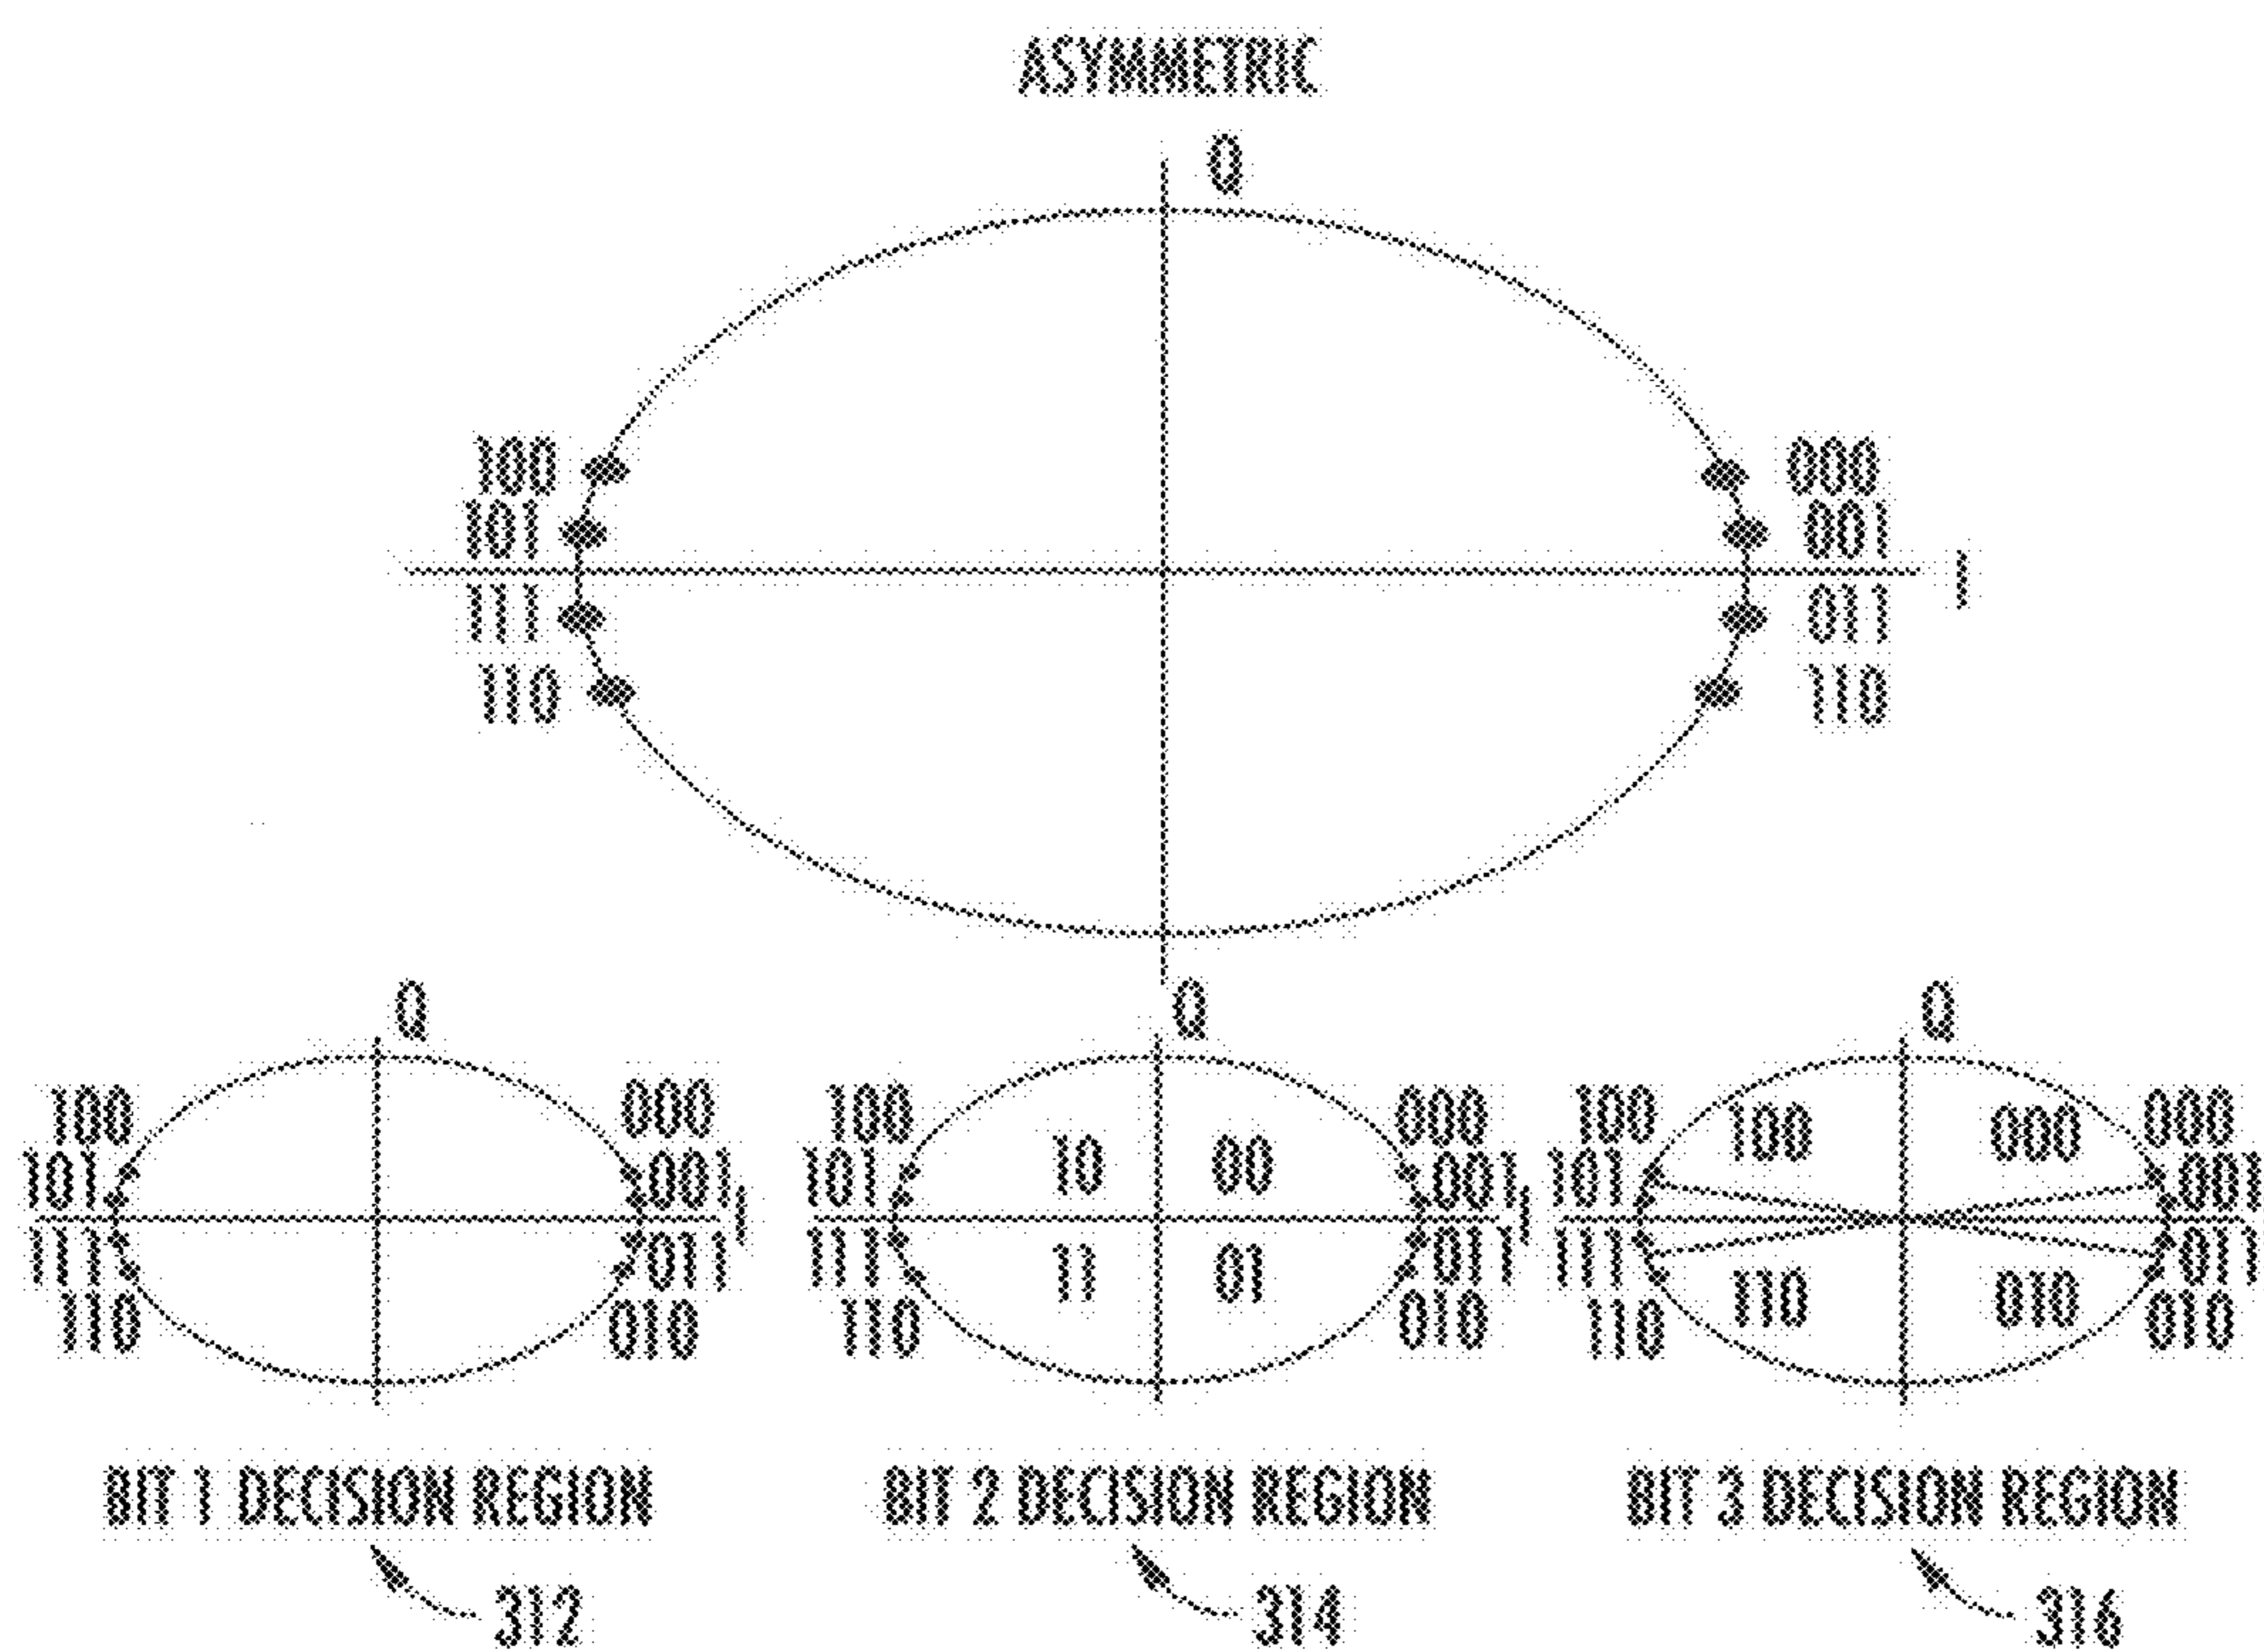 ASYMMETRIC
Q
100 000
101 001
I
111 011
110 110
Q Q Q
100 000 100 000 100 000
10 00 100 000
101 001 101 001 101 001
I I
111 011 111 011 111 011
11 01 110 010
110 010 110 010 110 010
BIT 1 DECISION REGION BIT 2 DECISION REGION BIT 3 DECISION REGION
312 314 316